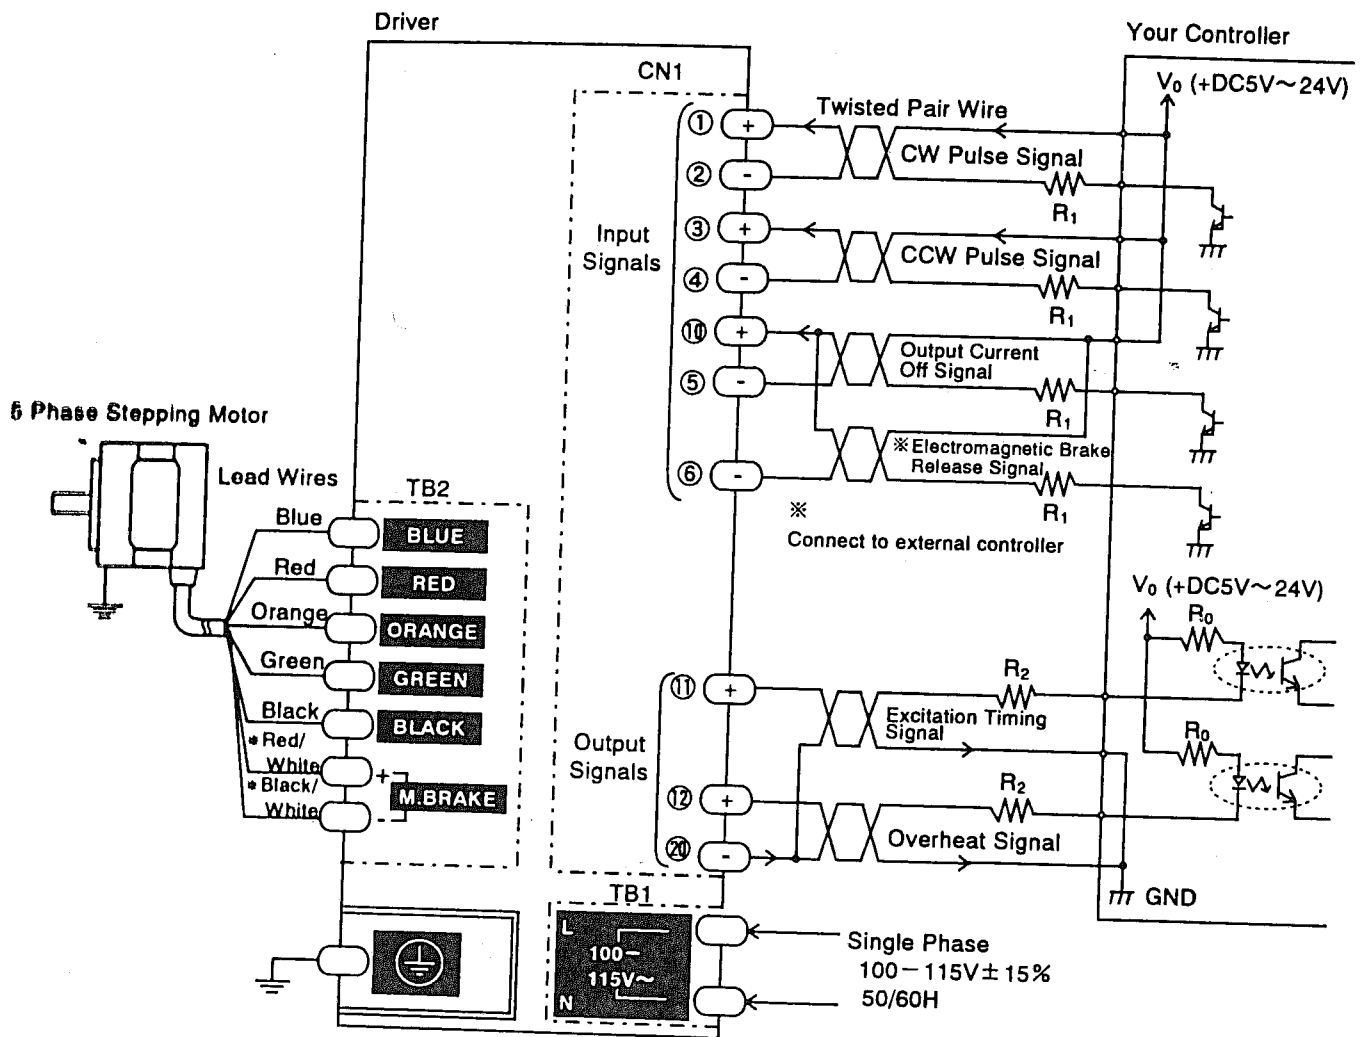 Driver
Your Controller
CN1
V0 (+DC5V～24V)
① + Twisted Pair Wire
CW Pulse Signal
② -
R1
Input
Signals
③ +
CCW Pulse Signal
④ -
R1
⑩ +
Output Current
Off Signal
⑤ -
R1
※Electromagnetic Brake
Release Signal
⑥ -
R1
※
Connect to external controller
5 Phase Stepping Motor
Lead Wires
TB2
Blue
BLUE
Red
RED
Orange
ORANGE
Green
GREEN
Black
BLACK
*Red/
White
+
*Black/
White
-
M.BRAKE
V0 (+DC5V～24V)
R0
⑪ +
R2
Excitation Timing
Signal
Output
Signals
R0
⑫ +
R2
Overheat Signal
⑳ -
GND
TB1
L
100－
115V～
N
Single Phase
100－115V±15%
50/60H